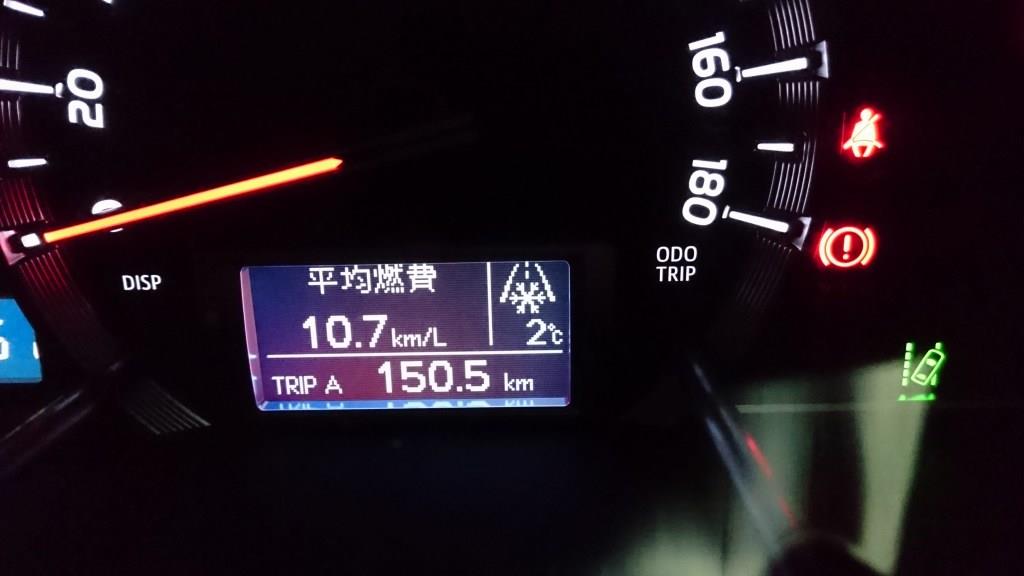 20
160
180
DISP
ODO
TRIP
平均燃費
10.7km/L
2℃
TRIP A 150.5 km